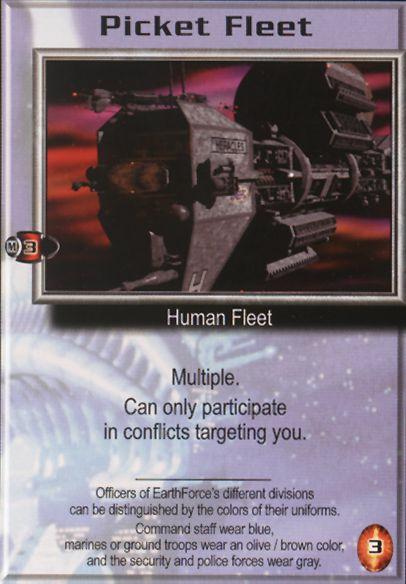 Picket Fleet
HERACLES
M 3
Human Fleet
Multiple.
Can only participate
in conflicts targeting you.
Officers of EarthForce's different divisions
can be distinguished by the colors of their uniforms.
Command staff wear blue,
marines or ground troops wear an olive / brown color,
and the security and police forces wear gray.
3